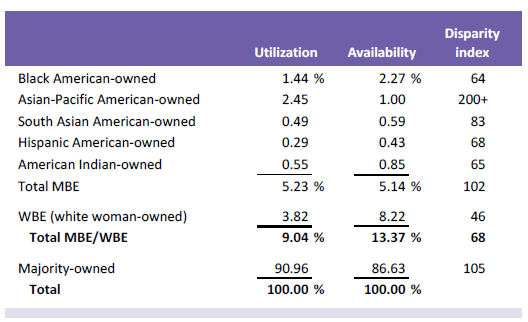 Disparity
Utilization Availability index
Black American-owned 1.44 % 2.27 % 64
Asian-Pacific American-owned 2.45 1.00 200+
South Asian American-owned 0.49 0.59 83
Hispanic American-owned 0.29 0.43 68
American Indian-owned 0.55 0.85 65
Total MBE 5.23 % 5.14 % 102
WBE (white woman-owned) 3.82 8.22 46
Total MBE/WBE 9.04 % 13.37 % 68
Majority-owned 90.96 86.63 105
Total 100.00 % 100.00 %